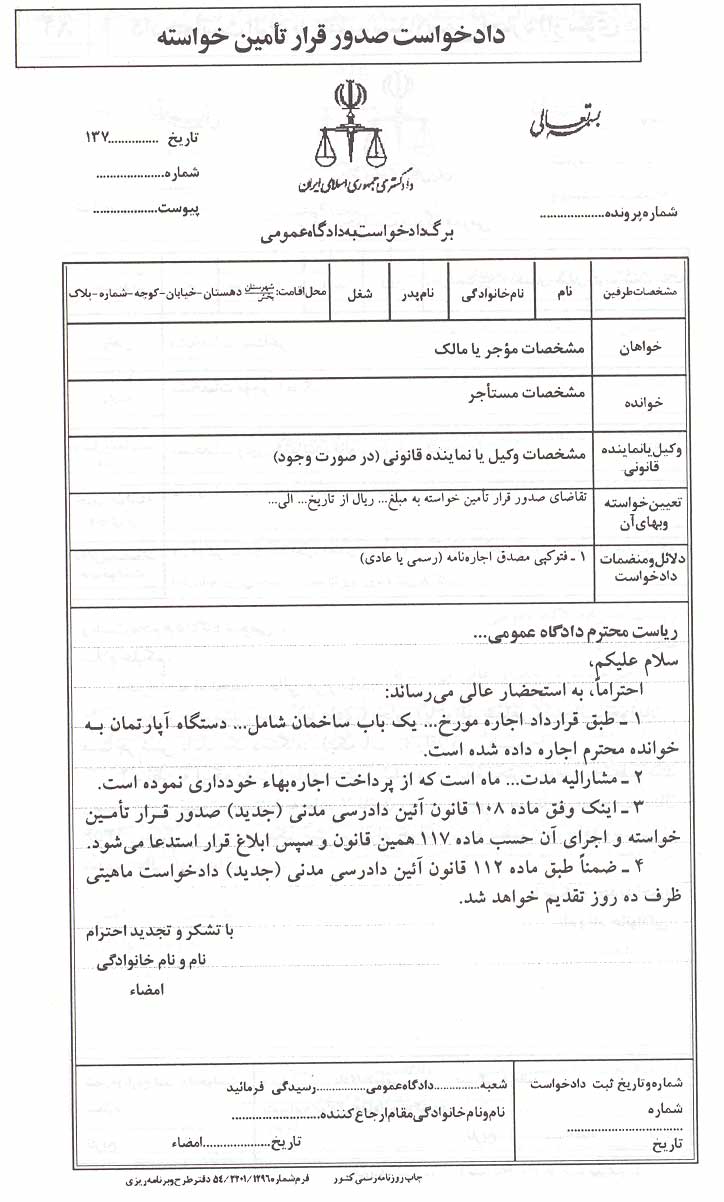 دادخواست صدور قرار تأمین خواسته
بسمه تعالی
دادگستری جمهوری اسلامی ایران
تاریخ ...............۱۳۷
شماره....................
پیوست...................
شماره پرونده...................
برگ دادخواست به دادگاه عمومی
مشخصات طرفین | نام | نام خانوادگی | نام پدر | شغل | محل اقامت: شهرستان بخش دهستان-خیابان-کوچه-شماره-پلاک
خواهان | مشخصات مؤجر یا مالک
خوانده | مشخصات مستأجر
وکیل یا نماینده قانونی | مشخصات وکیل یا نماینده قانونی (در صورت وجود)
تعیین خواسته وبهای آن | تقاضای صدور قرار تأمین خواسته به مبلغ... ریال از تاریخ... الی...
دلائل و منضمات دادخواست | ۱ ـ فتوکپی مصدق اجاره‌نامه (رسمی یا عادی)
ریاست محترم دادگاه عمومی...
سلام علیکم،
احتراماً، به استحضار عالی می‌رساند:
۱ ـ طبق قرارداد اجاره مورخ... یک باب ساختمان شامل... دستگاه آپارتمان به
خوانده محترم اجاره داده شده است.
۲ ـ مشارالیه مدت... ماه است که از پرداخت اجاره‌بهاء خودداری نموده است.
۳ ـ اینک وفق ماده ۱۰۸ قانون آئین دادرسی مدنی (جدید) صدور قرار تأمین
خواسته و اجرای آن حسب ماده ۱۱۷ همین قانون و سپس ابلاغ قرار استدعا می‌شود.
۴ ـ ضمناً طبق ماده ۱۱۲ قانون آئین دادرسی مدنی (جدید) دادخواست ماهیتی
ظرف ده روز تقدیم خواهد شد.
با تشکر و تجدید احترام
نام و نام خانوادگی
امضاء
شماره و تاریخ ثبت دادخواست
شماره
..................................
تاریخ
شعبه..............دادگاه عمومی...............رسیدگی فرمائید
نام و نام خانوادگی مقام ارجاع کننده..........................
تاریخ....................امضاء
چاپ روزنامه رسمی کشور فرم شماره ۵۴/۳۲۰۱/۱۲۹۶ دفتر طرح و برنامه ریزی